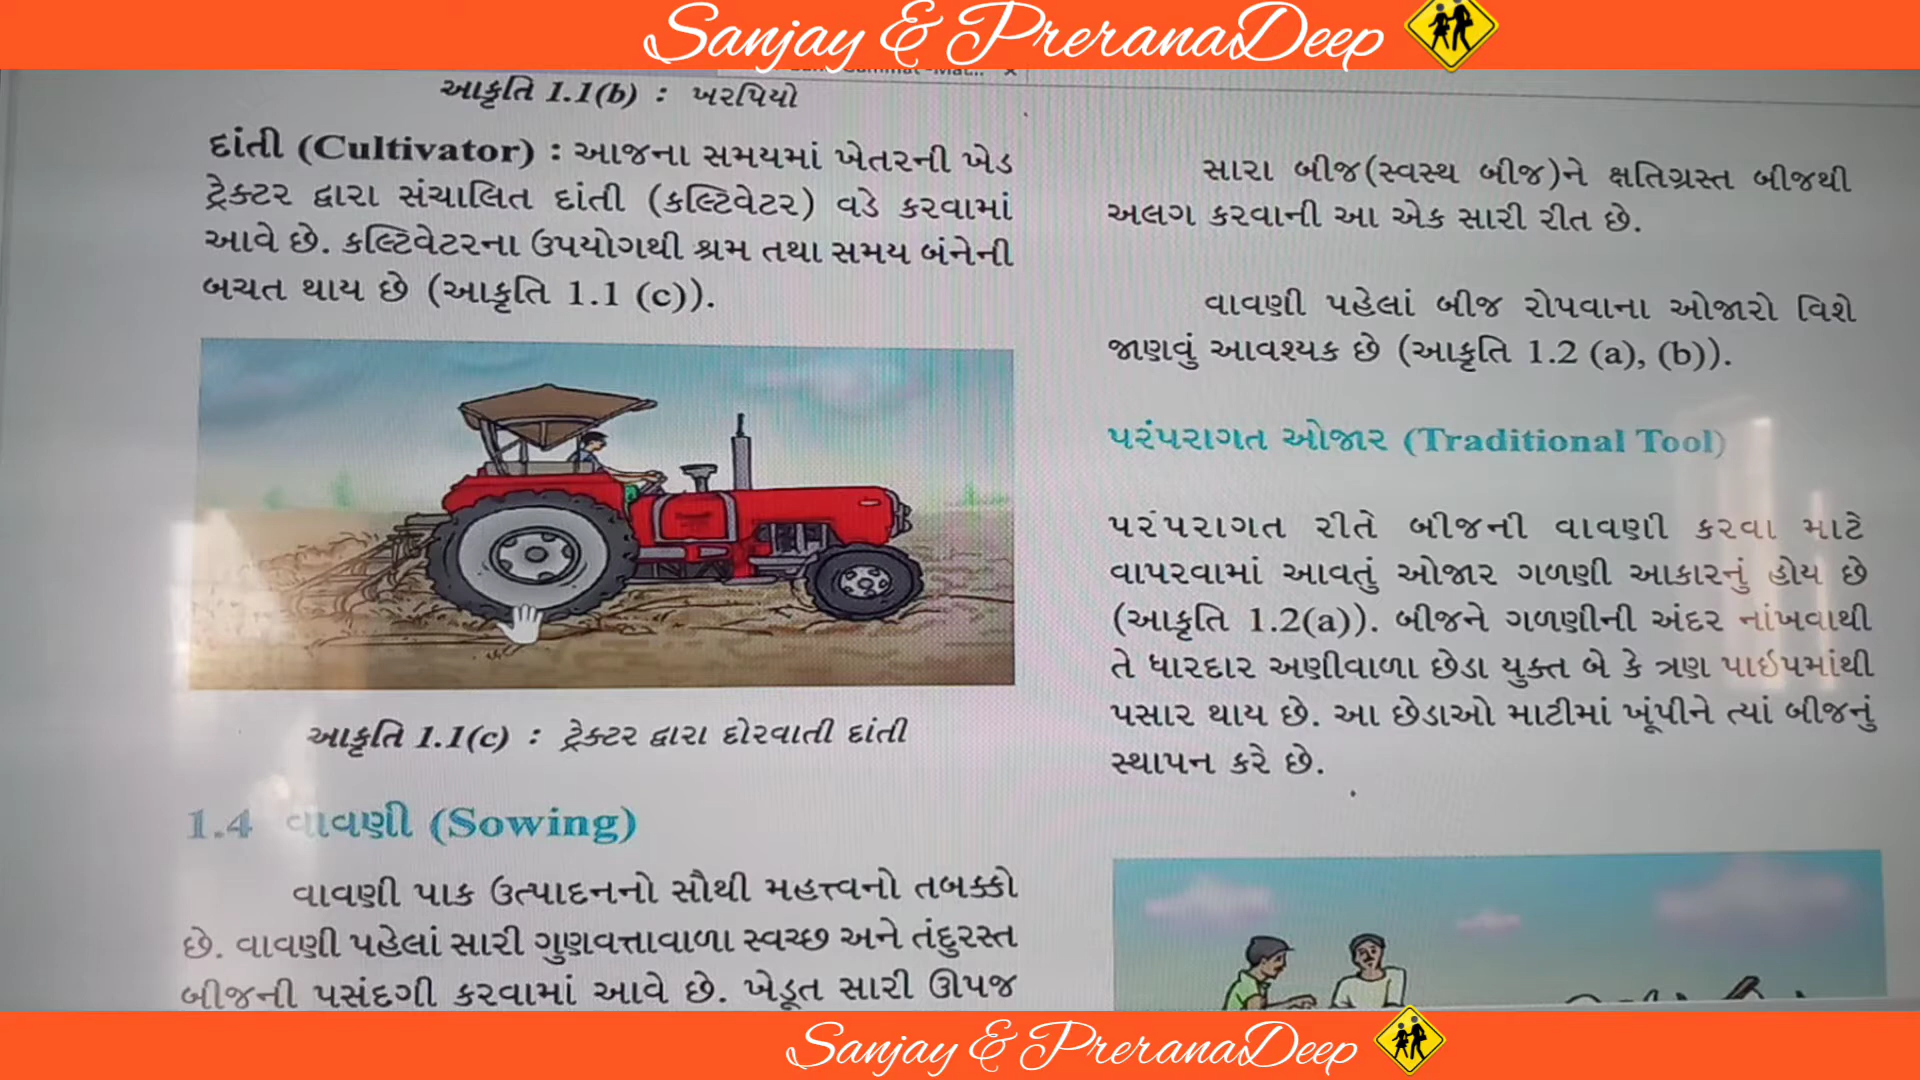 Sanjay & PreranaDeep
આકૃતિ 1.1(b) : ખરપિયો
દાંતી (Cultivator) : આજના સમયમાં ખેતરની ખેડ
ટ્રેક્ટર દ્વારા સંચાલિત દાંતી (કલ્ટિવેટર) વડે કરવામાં
આવે છે. કલ્ટિવેટરના ઉપયોગથી શ્રમ તથા સમય બંનેની
બચત થાય છે (આકૃતિ 1.1 (c)).
આકૃતિ 1.1(c) : ટ્રેક્ટર દ્વારા દોરવાતી દાંતી
1.4 વાવણી (Sowing)
વાવણી પાક ઉત્પાદનનો સૌથી મહત્ત્વનો તબક્કો
છે. વાવણી પહેલાં સારી ગુણવત્તાવાળા સ્વચ્છ અને તંદુરસ્ત
બીજની પસંદગી કરવામાં આવે છે. ખેડૂત સારી ઊપજ
સારા બીજ(સ્વસ્થ બીજ)ને ક્ષતિગ્રસ્ત બીજથી
અલગ કરવાની આ એક સારી રીત છે.
વાવણી પહેલાં બીજ રોપવાના ઓજારો વિશે
જાણવું આવશ્યક છે (આકૃતિ 1.2 (a), (b)).
પરંપરાગત ઓજાર (Traditional Tool)
પરંપરાગત રીતે બીજની વાવણી કરવા માટે
વાપરવામાં આવતું ઓજાર ગળણી આકારનું હોય છે
(આકૃતિ 1.2(a)). બીજને ગળણીની અંદર નાંખવાથી
તે ધારદાર અણીવાળા છેડા યુક્ત બે કે ત્રણ પાઇપમાંથી
પસાર થાય છે. આ છેડાઓ માટીમાં ખૂંપીને ત્યાં બીજનું
સ્થાપન કરે છે.
Sanjay & PreranaDeep